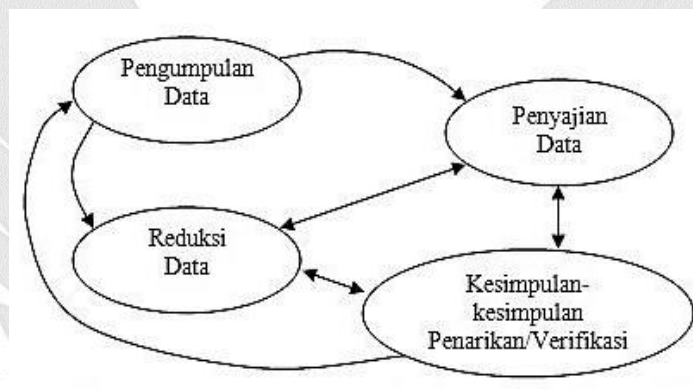 Pengumpulan
Data
Penyajian
Data
Reduksi
Data
Kesimpulan-
kesimpulan
Penarikan/Verifikasi